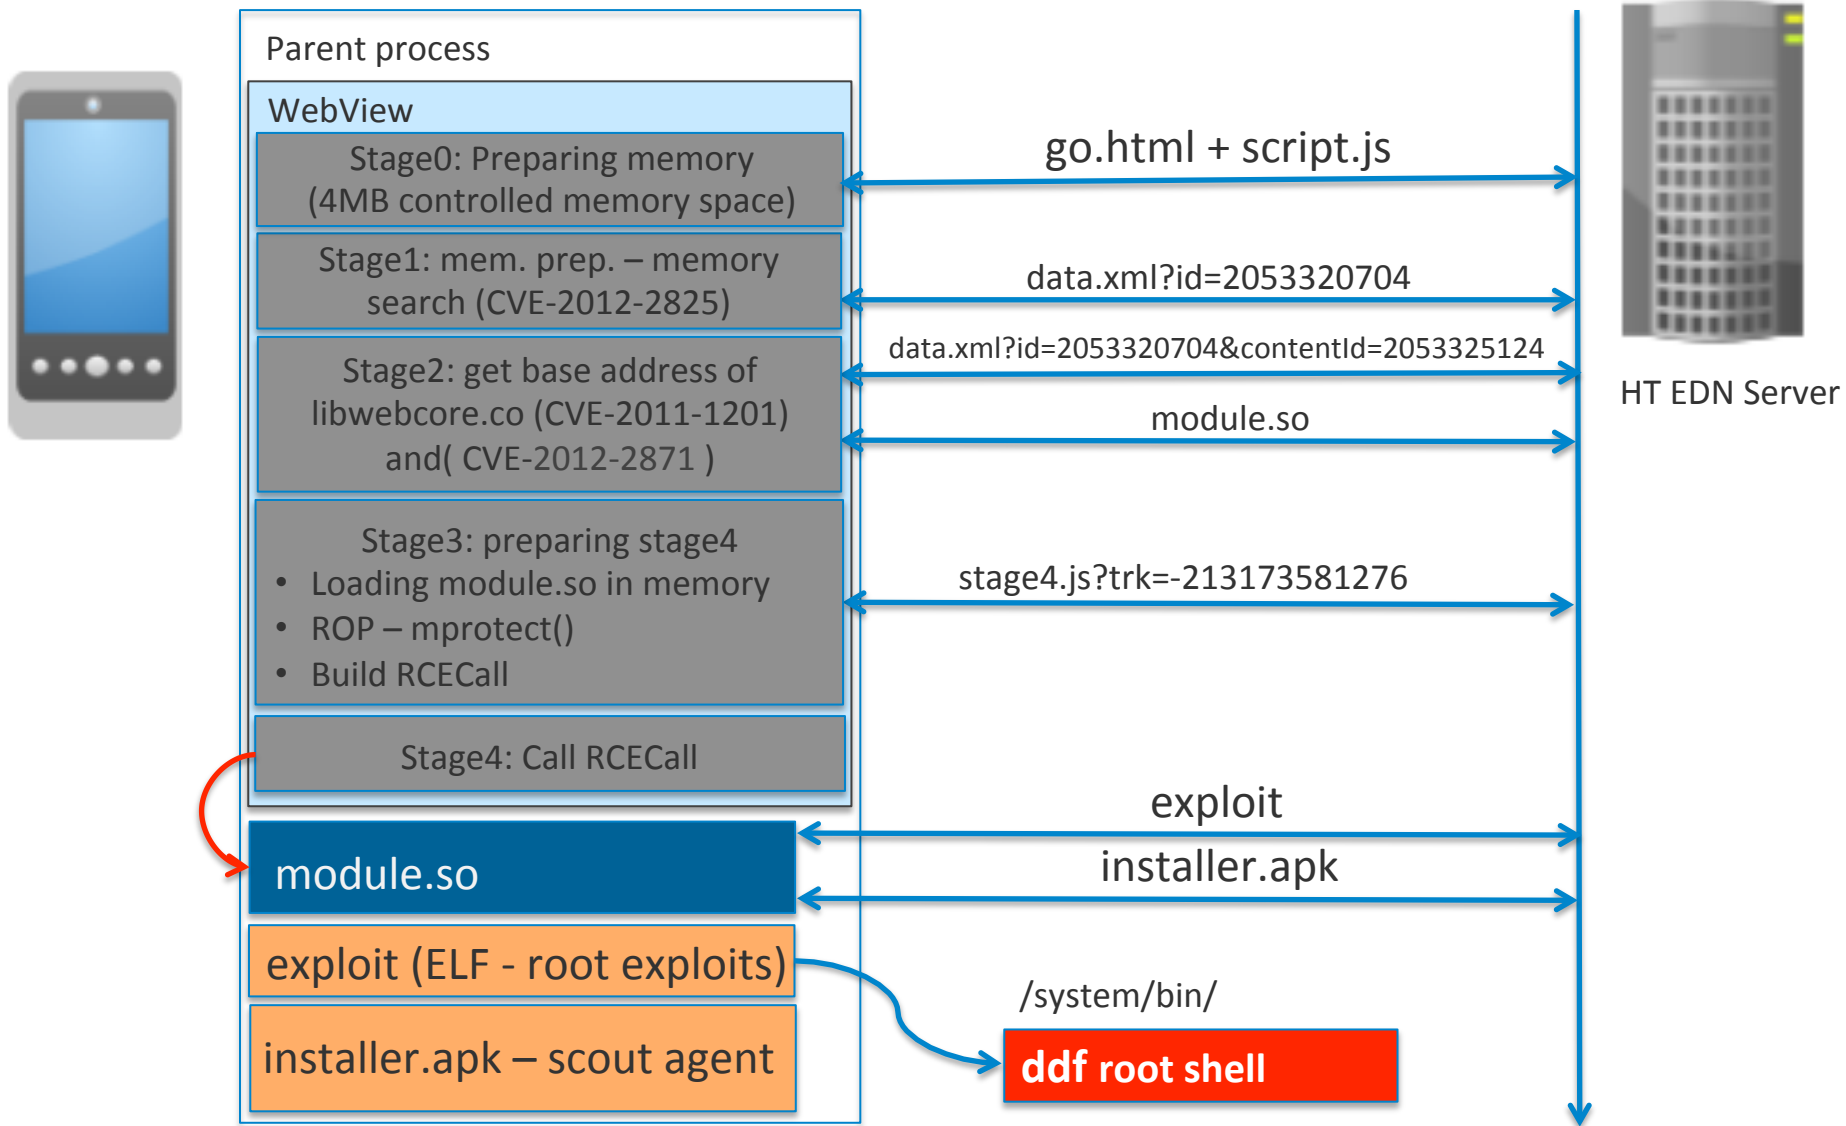 Parent process
WebView
Stage0: Preparing memory
(4MB controlled memory space)
go.html + script.js
Stage1: mem. prep. – memory
search (CVE-2012-2825)
data.xml?id=2053320704
Stage2: get base address of
libwebcore.co (CVE-2011-1201)
and( CVE-2012-2871 )
data.xml?id=2053320704&contentId=2053325124
module.so
HT EDN Server
Stage3: preparing stage4
• Loading module.so in memory
• ROP – mprotect()
• Build RCECall
stage4.js?trk=-213173581276
Stage4: Call RCECall
exploit
module.so
installer.apk
exploit (ELF - root exploits)
/system/bin/
installer.apk – scout agent
ddf root shell